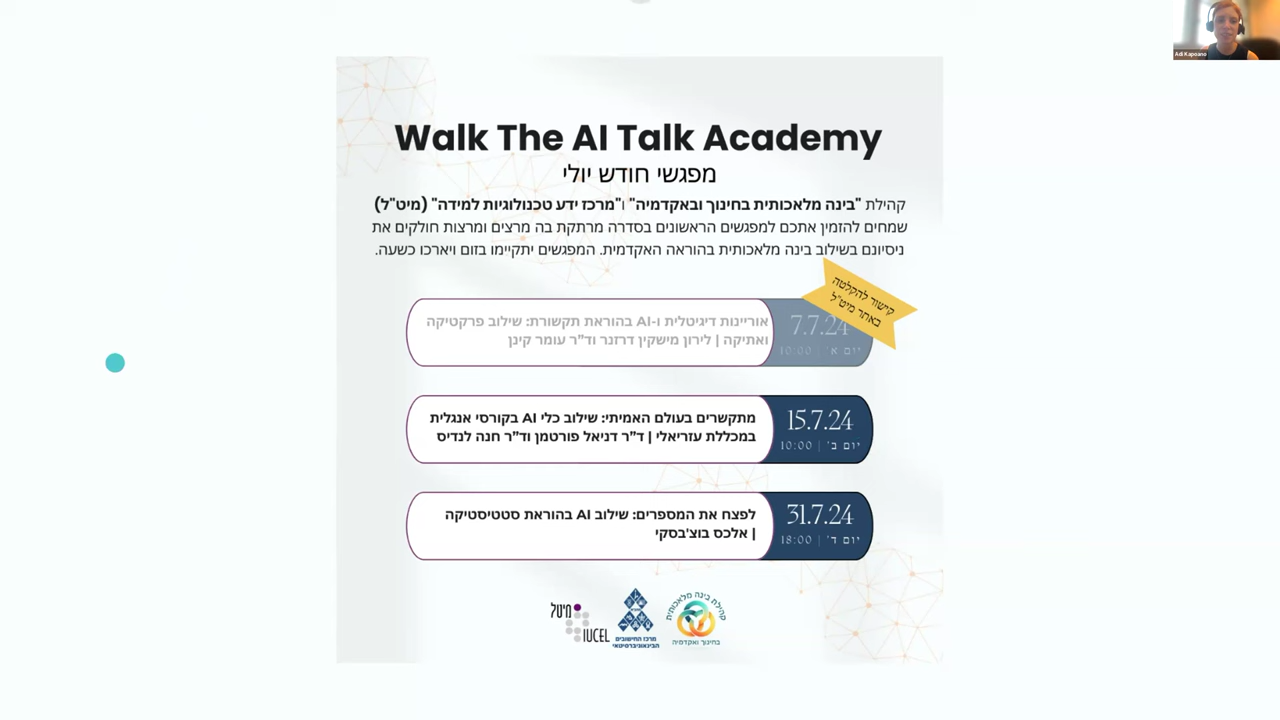 Adi Kapoano
Walk The AI Talk Academy
מפגשי חודש יולי
קהילת "בינה מלאכותית בחינוך ובאקדמיה" ו"מרכז ידע טכנולוגיות למידה" (מיט"ל)
שמחים להזמין אתכם למפגשים הראשונים בסדרה מרתקת בה מרצים ומרצות חולקים את
ניסיונם בשילוב בינה מלאכותית בהוראה האקדמית. המפגשים יתקיימו בזום ויארכו כשעה.
קישור להקלטה
באתר מיט"ל
7.7.24
יום א' | 10:00
אוריינות דיגיטלית ו-AI בהוראת תקשורת: שילוב פרקטיקה
ואתיקה | לירון מישקין דרזנר וד"ר עומר קינן
15.7.24
יום ב' | 10:00
מתקשרים בעולם האמיתי: שילוב כלי AI בקורסי אנגלית
במכללת עזריאלי | ד"ר דניאל פורטמן וד"ר חנה לנדיס
31.7.24
יום ד' | 18:00
לפצח את המספרים: שילוב AI בהוראת סטטיסטיקה
| אלכס בוצ'בסקי
מיטל
IUCEL
מרכז החישובים
הבינאוניברסיטאי
קהילת בינה מלאכותית
בחינוך ואקדמיה